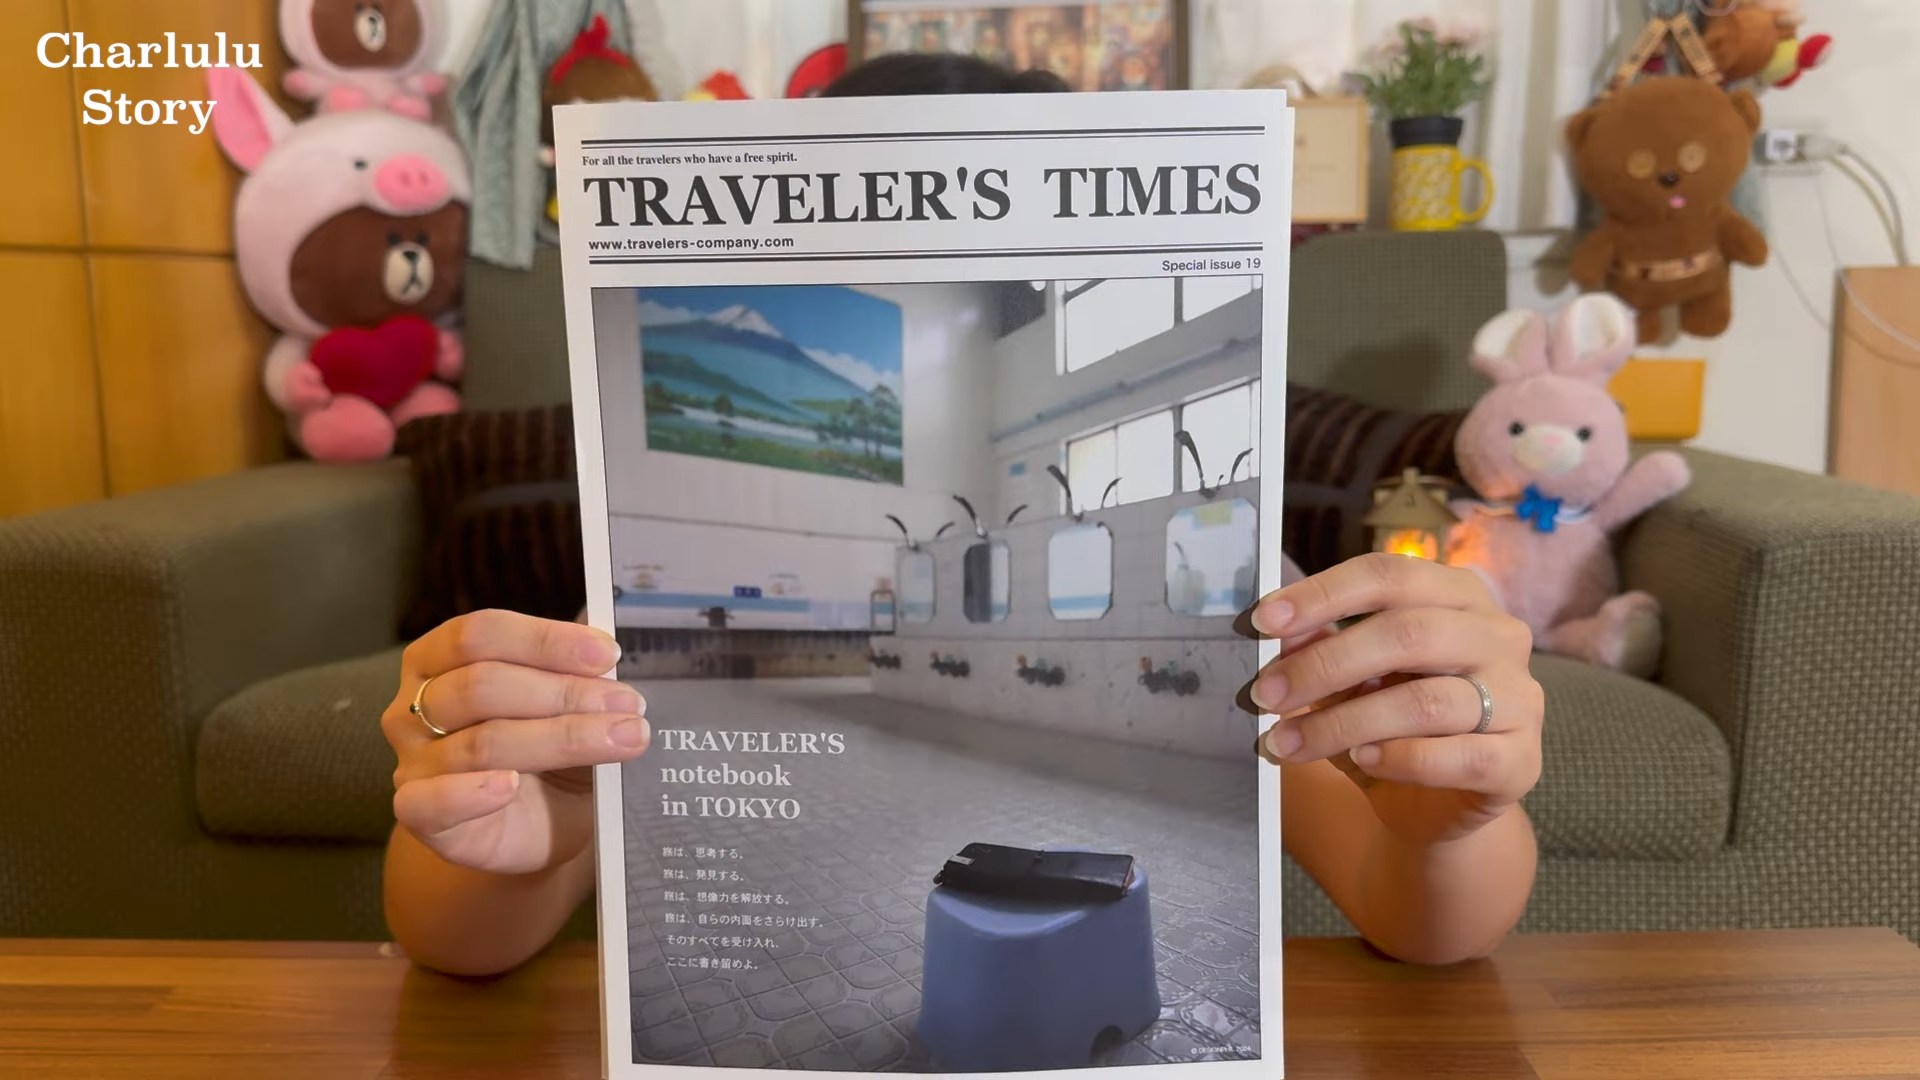 Charlulu
Story
For all the travelers who have a free spirit.
TRAVELER'S TIMES
www.travelers-company.com
Special issue 19
TRAVELER'S
notebook
in TOKYO
旅は、思考する。
旅は、発見する。
旅は、想像力を解放する。
旅は、自らの内面をさらけ出す。
そのすべてを受け入れ、
ここに書き留めよ。
© DESIGNPHIL 2024